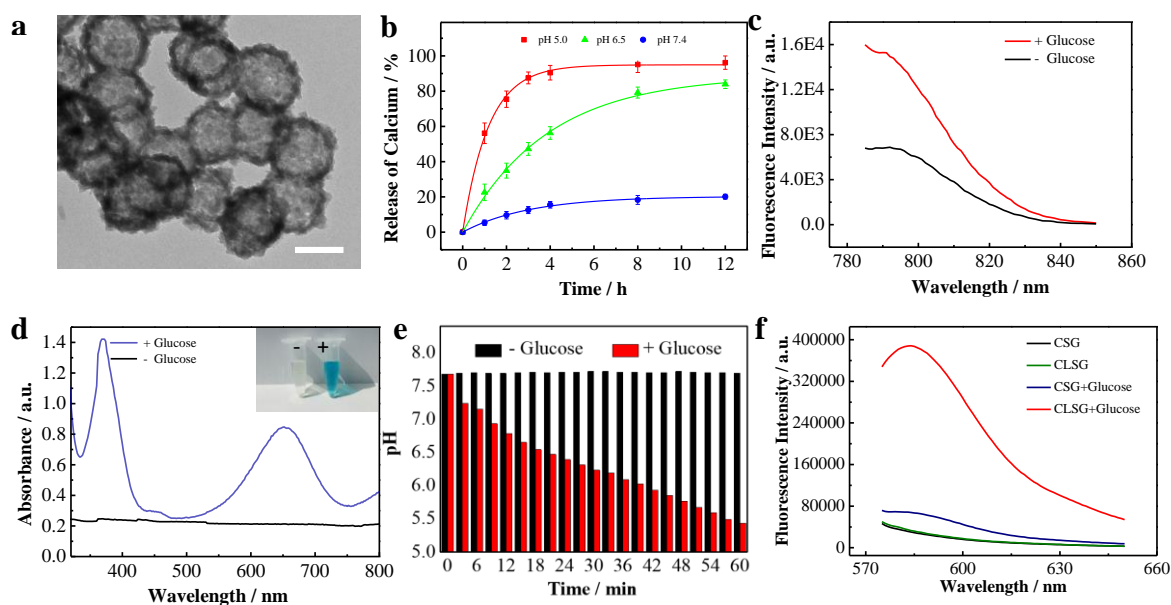 a
b
pH 5.0 pH 6.5 pH 7.4
100
80
60
40
20
0
Release of Calcium / %
0 2 4 6 8 10 12
Time / h
c
+ Glucose
- Glucose
1.6E4
1.2E4
8.0E3
4.0E3
0.0
Fluorescence Intensity / a.u.
780 800 820 840 860
Wavelength / nm
d
+ Glucose
- Glucose
- +
1.4
1.2
1.0
0.8
0.6
0.4
0.2
0.0
Absorbance / a.u.
400 500 600 700 800
Wavelength / nm
e
- Glucose + Glucose
8.0
7.5
7.0
6.5
6.0
5.5
5.0
pH
0 6 12 18 24 30 36 42 48 54 60
Time / min
f
CSG
CLSG
CSG+Glucose
CLSG+Glucose
400000
320000
240000
160000
80000
0
Fluorescence Intensity / a.u.
570 600 630 660
Wavelength / nm